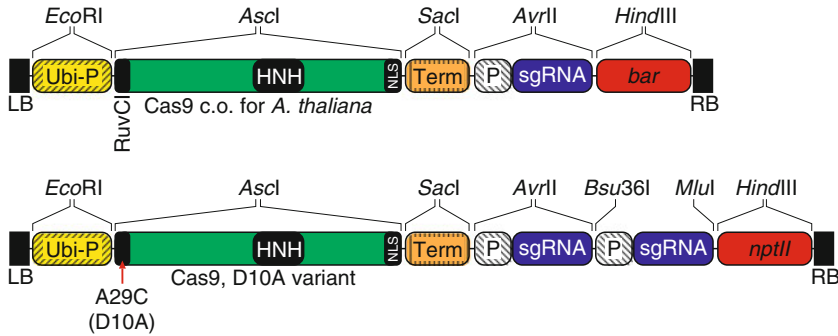 EcoRI AscI SacI AvrII HindIII
Ubi-P HNH NLS Term P sgRNA bar
LB RuvCI Cas9 c.o. for A. thaliana RB
EcoRI AscI SacI AvrII Bsu36I MluI HindIII
Ubi-P HNH NLS Term P sgRNA P sgRNA nptII
LB Cas9, D10A variant RB
A29C
(D10A)